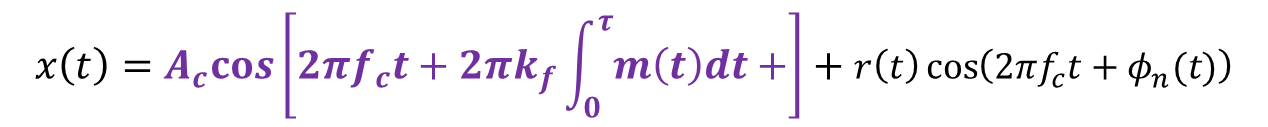 x(t) = A_c cos[2πf_c t + 2πk_f ∫_0^τ m(t)dt +] + r(t) cos(2πf_c t + ϕ_n(t))